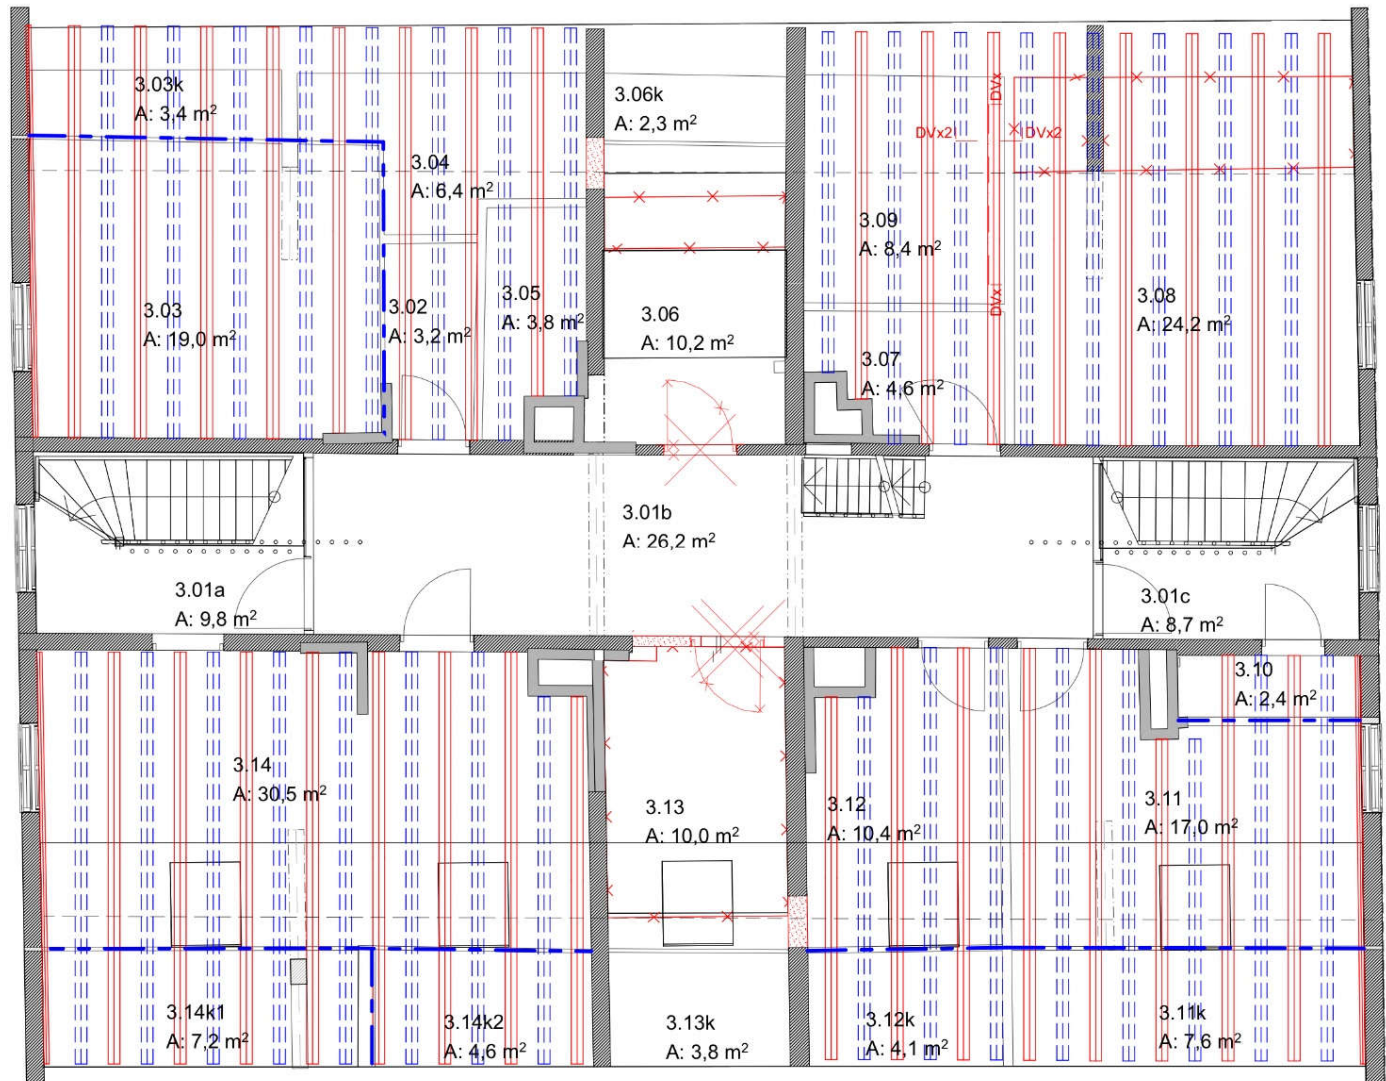 3.03k
A: 3,4 m²
3.06k
A: 2,3 m²
DVx
DVx2
DVx2
3.04
A: 6,4 m²
3.09
A: 8,4 m²
3.03
A: 19,0 m²
3.02
A: 3,2 m²
3.05
A: 3,8 m²
3.06
A: 10,2 m²
DVx
3.08
A: 24,2 m²
3.07
A: 4,6 m²
3.01b
A: 26,2 m²
3.01a
A: 9,8 m²
3.01c
A: 8,7 m²
3.10
A: 2,4 m²
3.14
A: 30,5 m²
3.13
A: 10,0 m²
3.12
A: 10,4 m²
3.11
A: 17,0 m²
3.14k1
A: 7,2 m²
3.14k2
A: 4,6 m²
3.13k
A: 3,8 m²
3.12k
A: 4,1 m²
3.11k
A: 7,6 m²